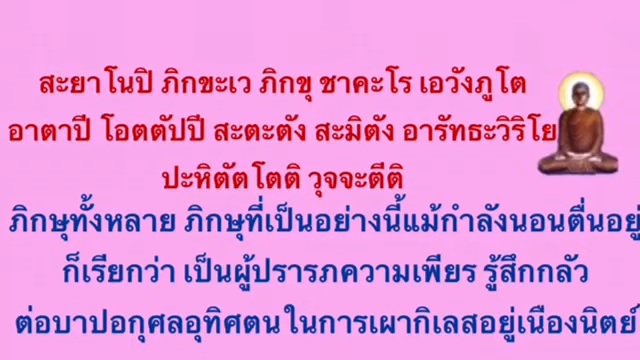 สะยาโนปิ ภิกขะเว ภิกขุ ชาคะโร เอวังภูโต
อาตาปี โอตตัปปี สะตะตัง สะมิตัง อารัทธะวิริโย
ปะหิตัตโตติ วุจจะตีติ
ภิกษุทั้งหลาย ภิกษุที่เป็นอย่างนี้แม้กำลังนอนตื่นอยู่
ก็เรียกว่า เป็นผู้ปรารภความเพียร รู้สึกกลัว
ต่อบาปอกุศลอุทิศตนในการเผากิเลสอยู่เนืองนิตย์